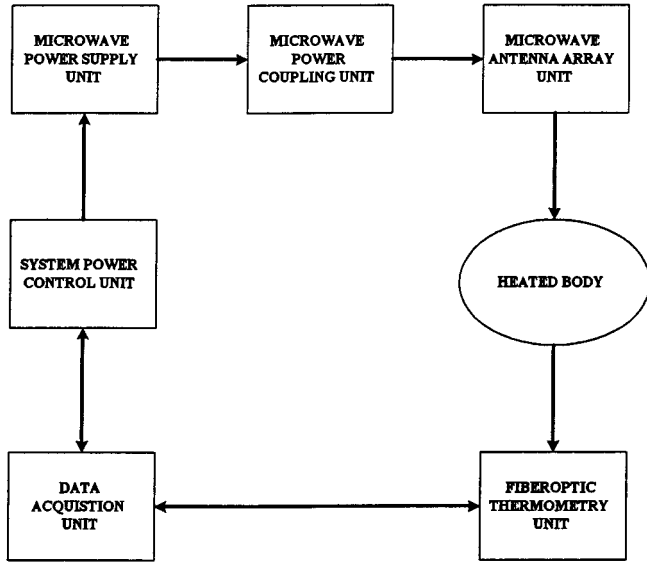 MICROWAVE
POWER SUPPLY
UNIT
MICROWAVE
POWER
COUPLING UNIT
MICROWAVE
ANTENNA ARRAY
UNIT
SYSTEM POWER
CONTROL UNIT
HEATED BODY
DATA
ACQUISTION
UNIT
FIBEROPTIC
THERMOMETRY
UNIT